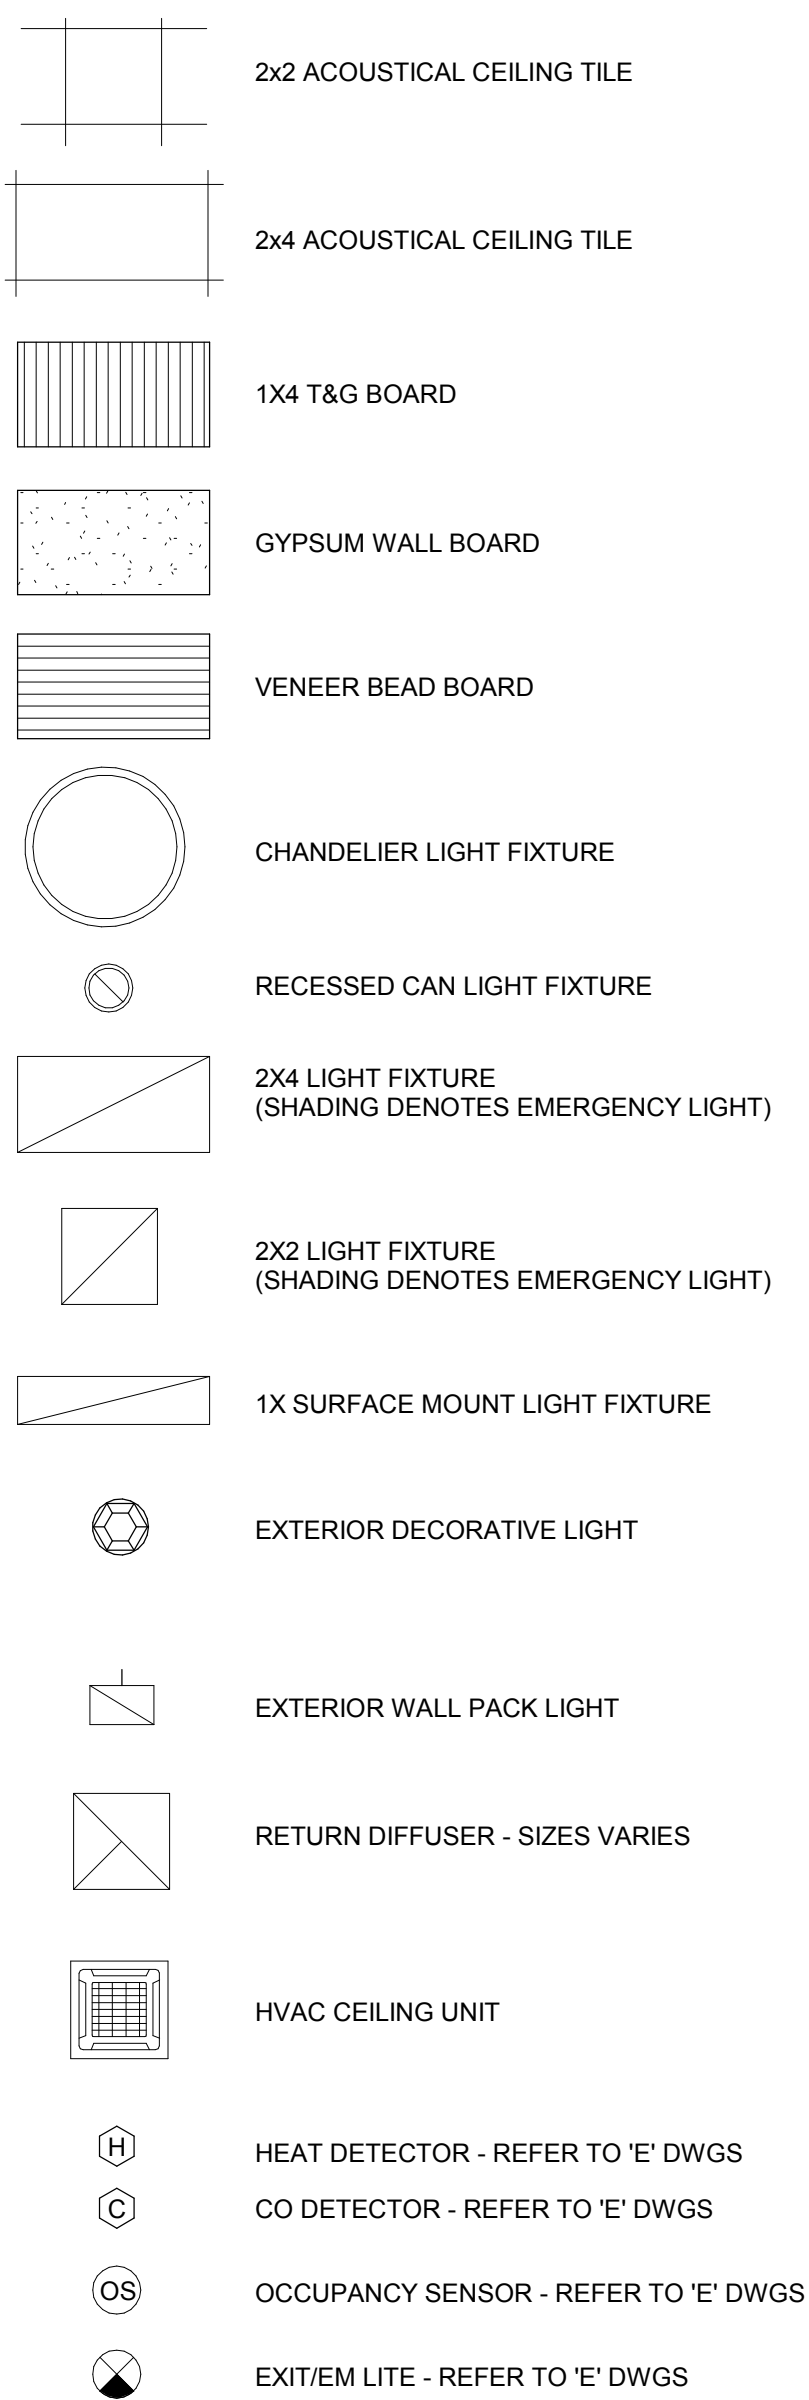 2x2 ACOUSTICAL CEILING TILE
2x4 ACOUSTICAL CEILING TILE
1X4 T&G BOARD
GYPSUM WALL BOARD
VENEER BEAD BOARD
CHANDELIER LIGHT FIXTURE
RECESSED CAN LIGHT FIXTURE
2X4 LIGHT FIXTURE
(SHADING DENOTES EMERGENCY LIGHT)
2X2 LIGHT FIXTURE
(SHADING DENOTES EMERGENCY LIGHT)
1X SURFACE MOUNT LIGHT FIXTURE
EXTERIOR DECORATIVE LIGHT
EXTERIOR WALL PACK LIGHT
RETURN DIFFUSER - SIZES VARIES
HVAC CEILING UNIT
H HEAT DETECTOR - REFER TO 'E' DWGS
C CO DETECTOR - REFER TO 'E' DWGS
OS OCCUPANCY SENSOR - REFER TO 'E' DWGS
EXIT/EM LITE - REFER TO 'E' DWGS